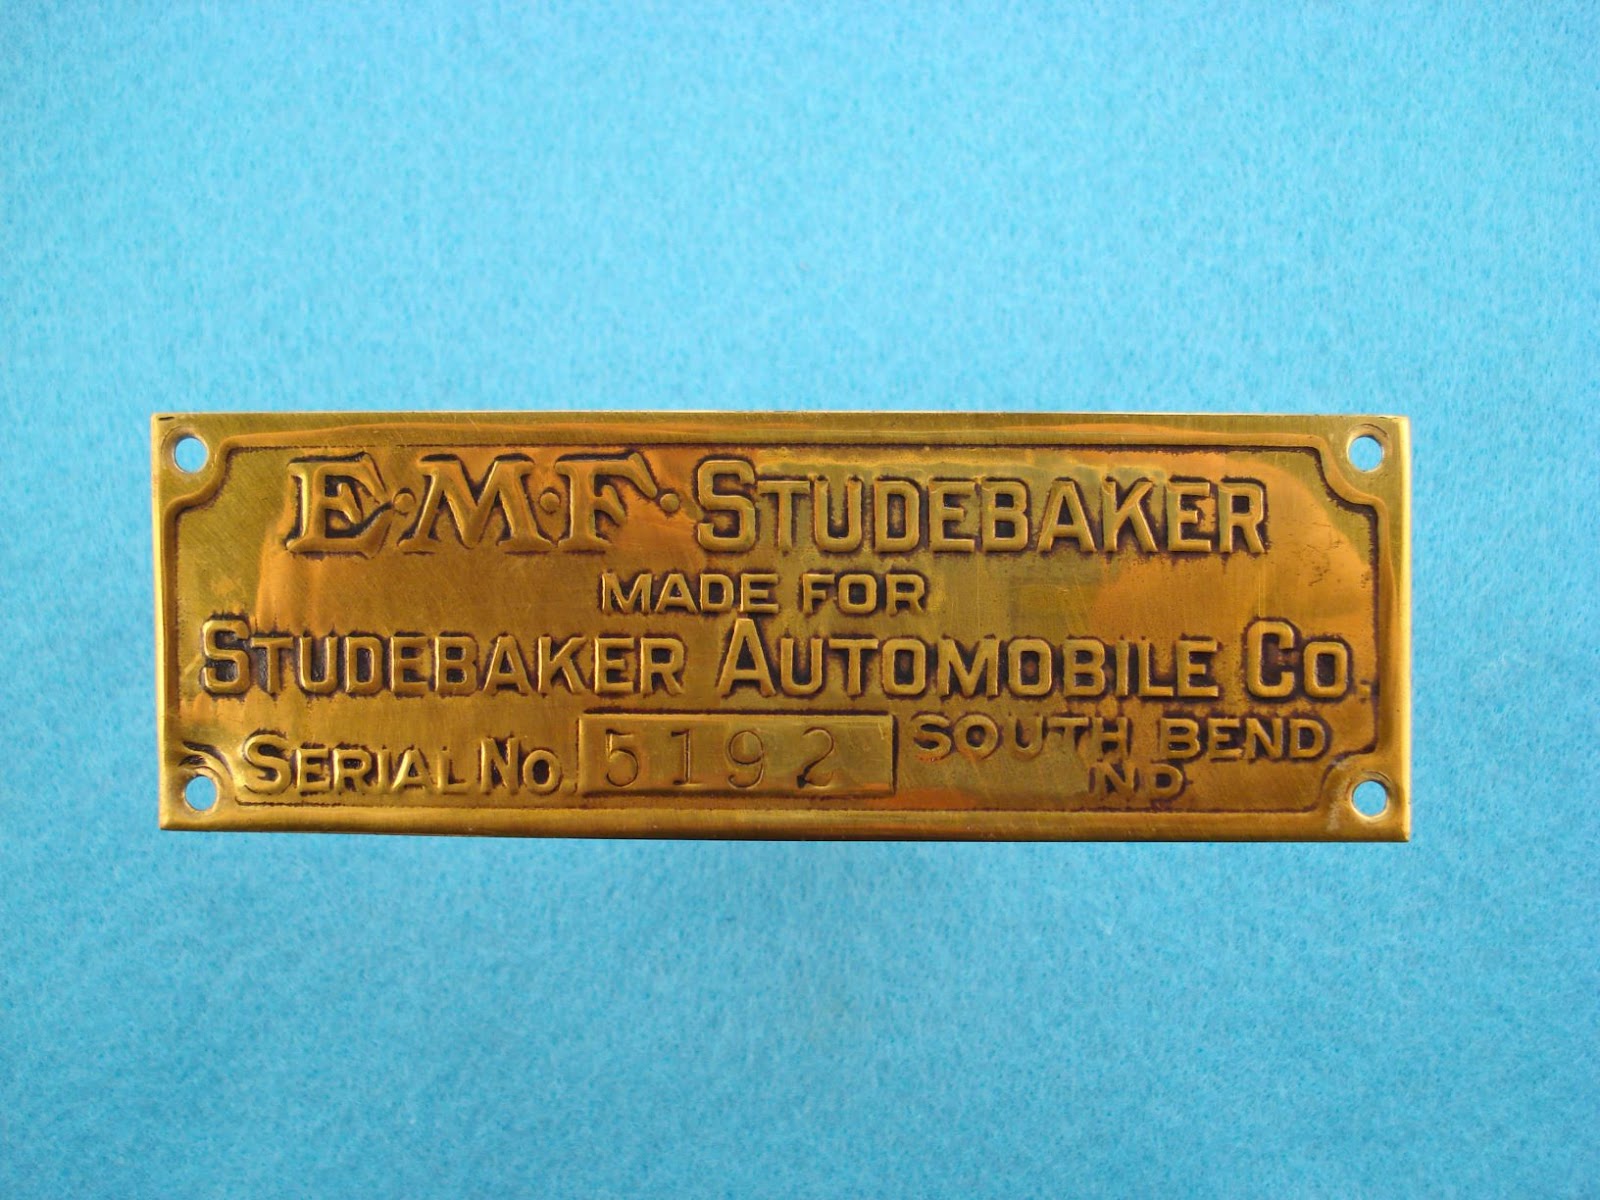 E·M·F· STUDEBAKER
MADE FOR
STUDEBAKER AUTOMOBILE CO.
SERIAL NO. 5192 SOUTH BEND
IND